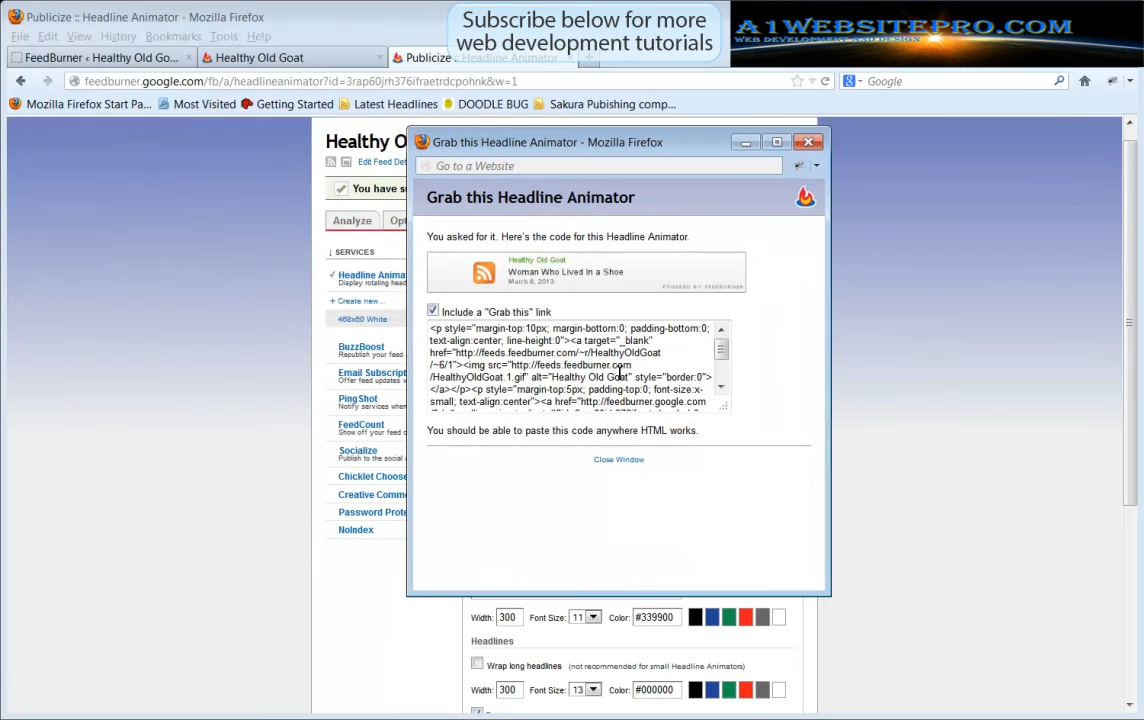 Publicize :: Headline Animator - Mozilla Firefox
File Edit View History Bookmarks Tools Help
Subscribe below for more
web development tutorials
A1WEBSITEPRO.COM
WEB DEVELOPMENT AND DESIGN
FeedBurner ‹ Healthy Old Go...
Healthy Old Goat
Publicize :: Headline Animator
feedburner.google.com/fb/a/headlineanimator?id=3rap60jrh376ifraetrdcpohnk&w=1
Google
Mozilla Firefox Start Pa... Most Visited Getting Started Latest Headlines DOODLE BUG Sakura Pubishing comp...
Healthy O
Edit Feed Det
You have su
Analyze
Opt
↓ SERVICES
Headline Anima
Display rotating head
+ Create new...
468x60 White
BuzzBoost
Republish your feed
Email Subscrip
Offer feed updates
PingShot
Notify services when
FeedCount
Show off your feed c
Socialize
Publish to the social w
Chicklet Choose
Creative Commo
Password Prote
NoIndex
Grab this Headline Animator - Mozilla Firefox
Go to a Website
Grab this Headline Animator
You asked for it. Here's the code for this Headline Animator.
Healthy Old Goat
Woman Who Lived In a Shoe
March 8, 2013
POWERED BY FEEDBURNER
Include a "Grab this" link
<p style="margin-top:10px; margin-bottom:0; padding-bottom:0;
text-align:center; line-height:0"><a target="_blank"
href="http://feeds.feedburner.com/~r/HealthyOldGoat
/~6/1"><img src="http://feeds.feedburner.com
/HealthyOldGoat.1.gif" alt="Healthy Old Goat" style="border:0">
</a></p><p style="margin-top:5px; padding-top:0; font-size:x-
small; text-align:center"><a href="http://feedburner.google.com
You should be able to paste this code anywhere HTML works.
Close Window
Width: 300 Font Size: 11 Color: #339900
Headlines
Wrap long headlines (not recommended for small Headline Animators)
Width: 300 Font Size: 13 Color: #000000